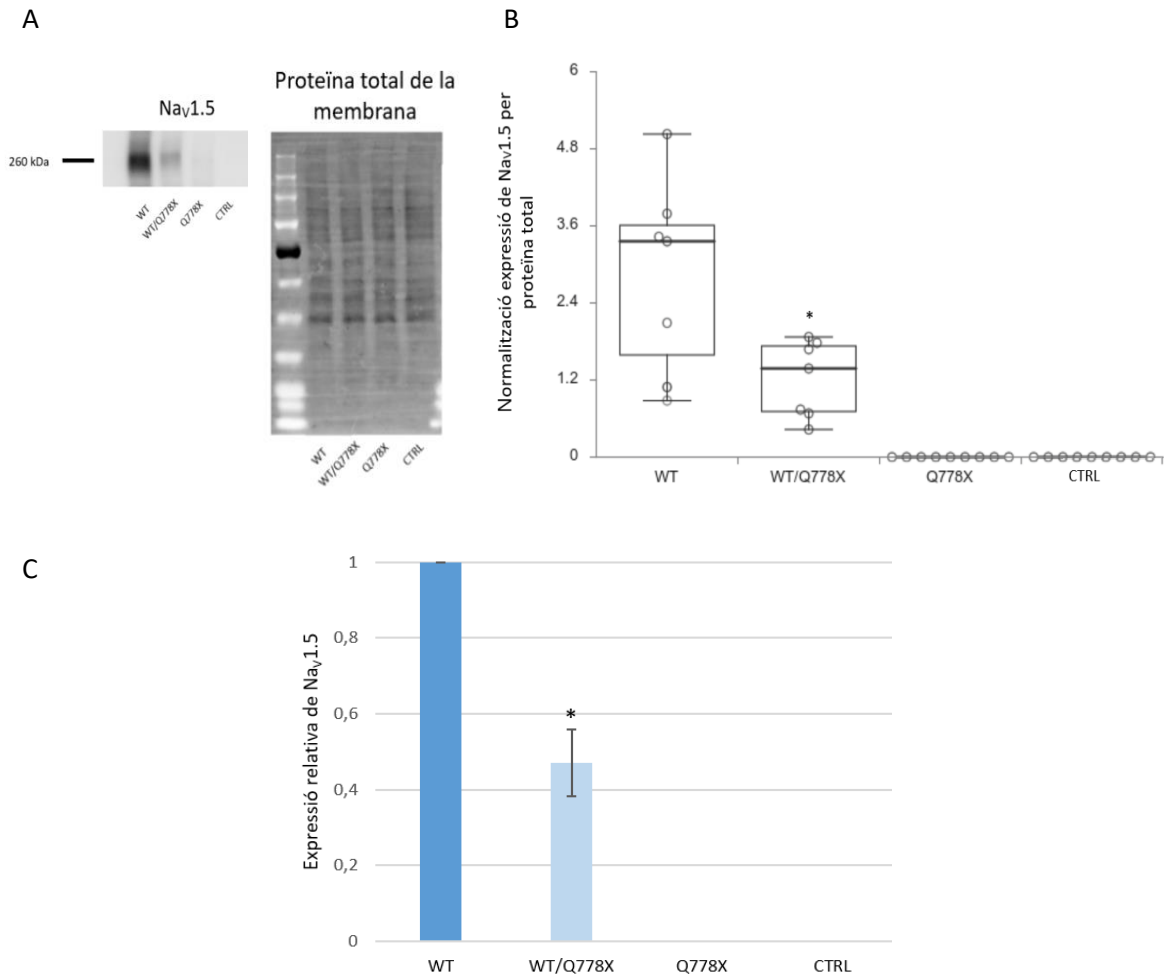 A
Na𝗏1.5
260 kDa
WT
WT/Q778X
Q778X
CTRL
Proteïna total de la
membrana
WT
WT/Q778X
Q778X
CTRL
B
Normalització expressió de Nav1.5 per
proteïna total
6
4.8
3.6
2.4
1.2
0
*
WT
WT/Q778X
Q778X
CTRL
C
Expressió relativa de NaV1.5
1
0,8
0,6
0,4
0,2
0
*
WT
WT/Q778X
Q778X
CTRL